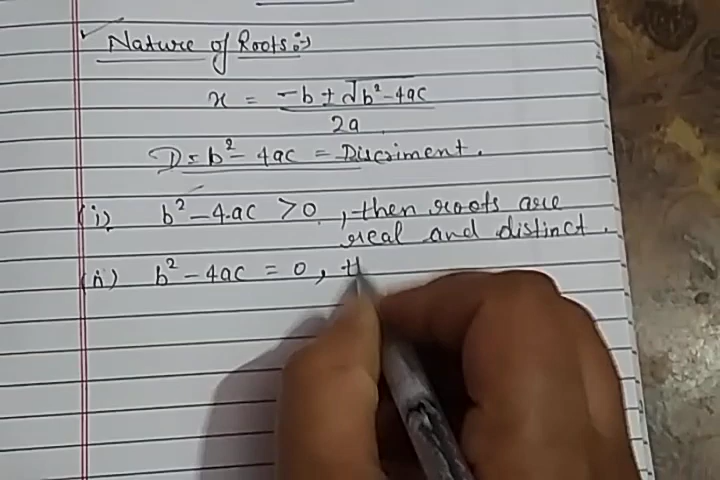 Nature of Roots :-
x = -b ± √b² - 4ac
2a
D = b² - 4ac = Discriment.
(i) b² - 4ac > 0, then roots are
real and distinct.
(ii) b² - 4ac = 0, t